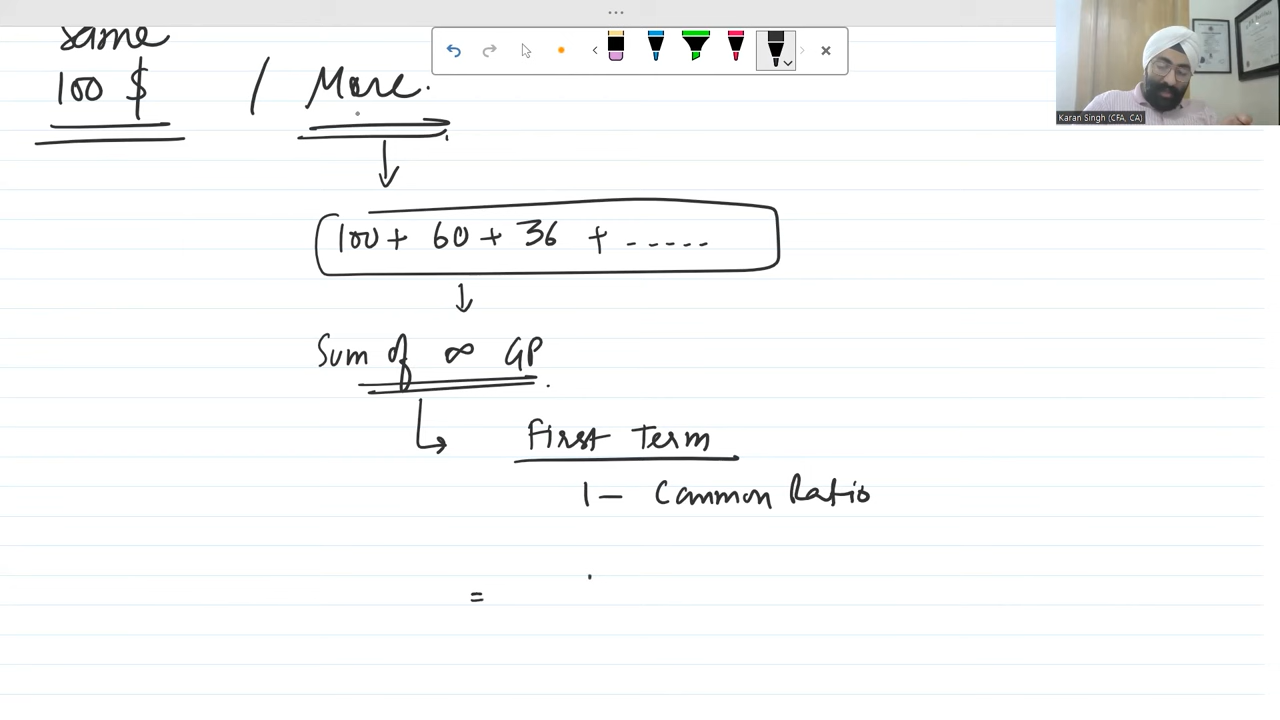 same
100 $ / More.
Karan Singh (CFA, CA)
100 + 60 + 36 + -----
Sum of ∞ GP.
First Term
1 - Common Ratio
=